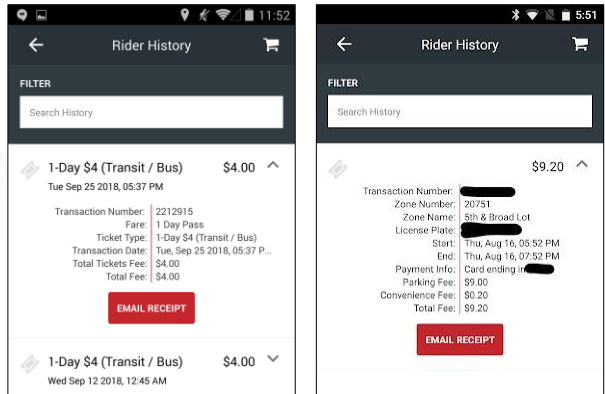 11:52
Rider History
FILTER
Search History
1-Day $4 (Transit / Bus) $4.00
Tue Sep 25 2018, 05:37 PM
Transaction Number: 2212915
Fare: 1 Day Pass
Ticket Type: 1-Day $4 (Transit / Bus)
Transaction Date: Tue, Sep 25 2018, 05:37 P...
Total Tickets Fee: $4.00
Total Fee: $4.00
EMAIL RECEIPT
1-Day $4 (Transit / Bus) $4.00
Wed Sep 12 2018, 12:45 AM
5:51
Rider History
FILTER
Search History
$9.20
Transaction Number:
Zone Number: 20751
Zone Name: 5th & Broad Lot
License Plate:
Start: Thu, Aug 16, 05:52 PM
End: Thu, Aug 16, 07:52 PM
Payment Info: Card ending in
Parking Fee: $9.00
Convenience Fee: $0.20
Total Fee: $9.20
EMAIL RECEIPT